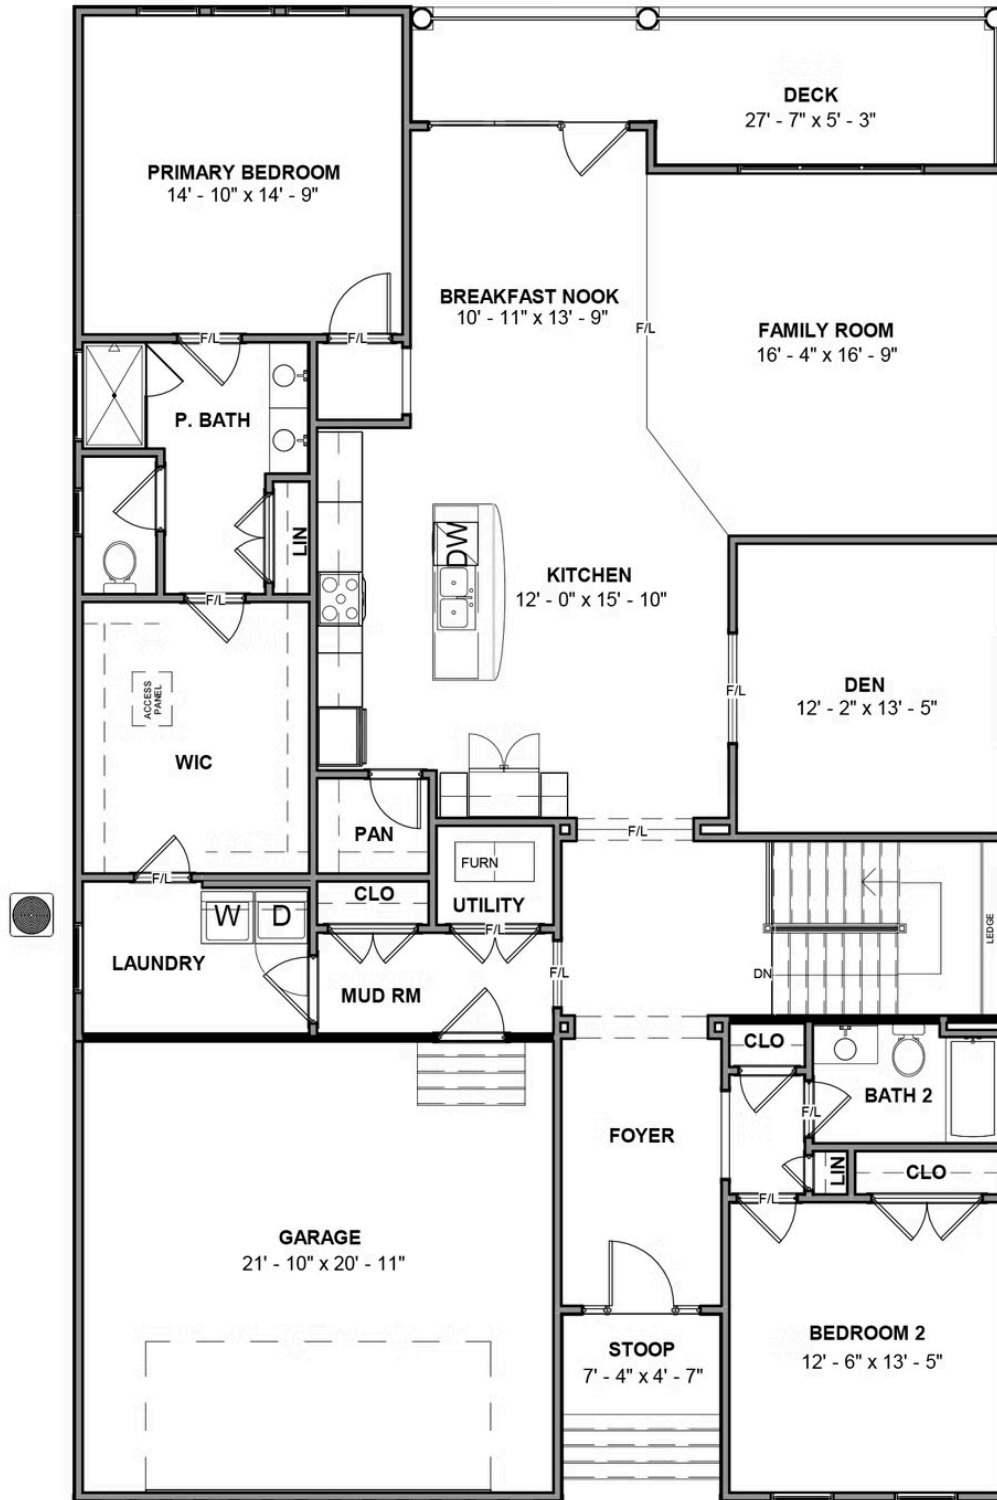 DECK
27' - 7" x 5' - 3"
PRIMARY BEDROOM
14' - 10" x 14' - 9"
BREAKFAST NOOK
10' - 11" x 13' - 9"
F/L
FAMILY ROOM
16' - 4" x 16' - 9"
F/L
F/L
P. BATH
LIN
DW
KITCHEN
12' - 0" x 15' - 10"
F/L
ACCESS
PANEL
WIC
F/L
DEN
12' - 2" x 13' - 5"
PAN
F/L
FURN
UTILITY
F/L
CLO
F/L
W
D
LAUNDRY
MUD RM
F/L
DN
LEDGE
CLO
BATH 2
F/L
FOYER
LIN
CLO
F/L
GARAGE
21' - 10" x 20' - 11"
STOOP
7' - 4" x 4' - 7"
BEDROOM 2
12' - 6" x 13' - 5"